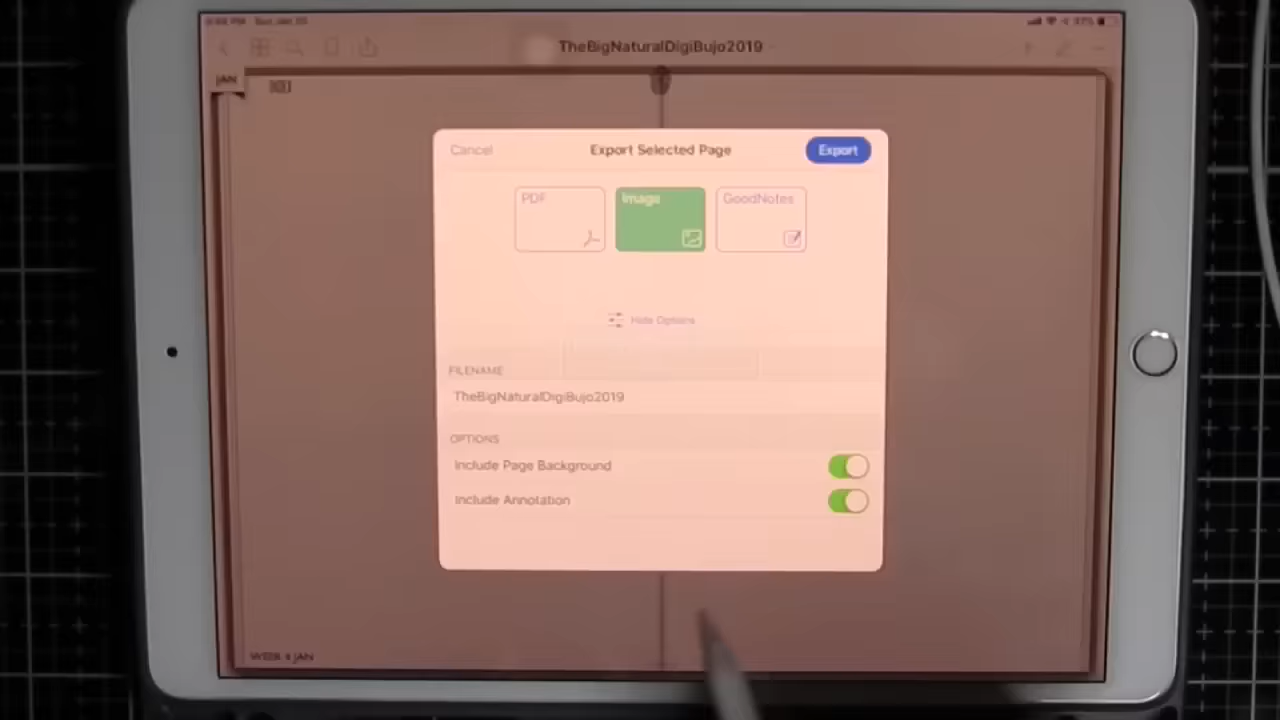 TheBigNaturalDigiBujo2019
JAN
Cancel
Export Selected Page
Export
PDF
Image
GoodNotes
Hide Options
FILENAME
TheBigNaturalDigiBujo2019
OPTIONS
Include Page Background
Include Annotation
WEEK 4 JAN